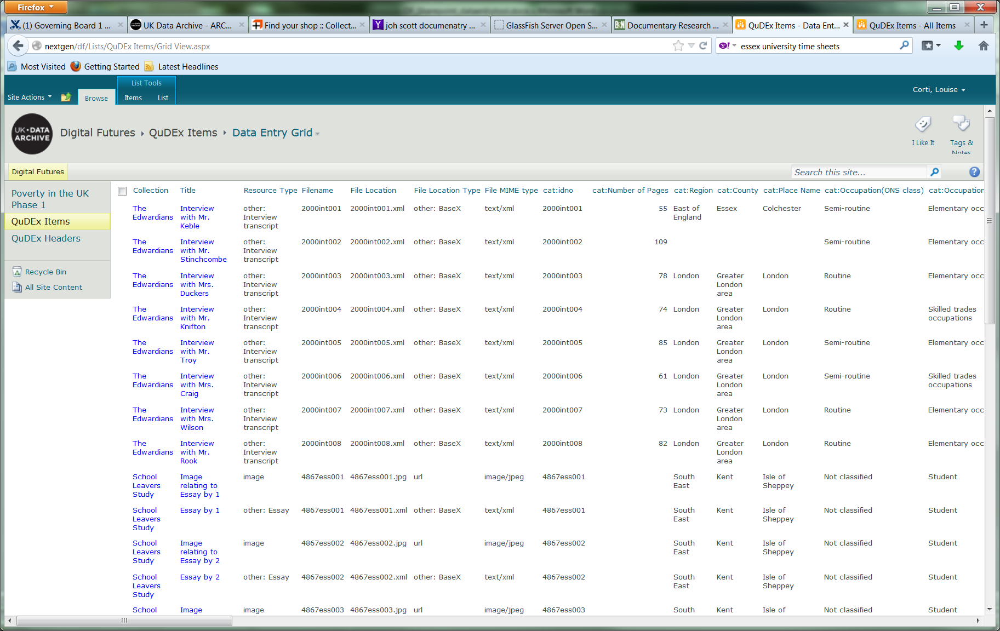 Firefox
(1) Governing Board 1 ...
UK Data Archive - ARC...
Find your shop :: Collect...
joh scott documenatry ...
GlassFish Server Open S...
Documentary Research ...
QuDEx Items - Data Ent...
QuDEx Items - All Items
nextgen/df/Lists/QuDEx Items/Grid View.aspx
essex university time sheets
Most Visited Getting Started Latest Headlines
List Tools
Site Actions Browse Items List
Corti, Louise
UK·DATA
ARCHIVE
Digital Futures QuDEx Items Data Entry Grid
I Like It
Tags &
Notes
Digital Futures
Search this site...
Poverty in the UK
Phase 1
QuDEx Items
QuDEx Headers
Recycle Bin
All Site Content
Collection Title Resource Type Filename File Location File Location Type File MIME type cat:idno cat:Number of Pages cat:Region cat:County cat:Place Name cat:Occupation(ONS class) cat:Occupation
The Interview other: 2000int001 2000int001.xml other: BaseX text/xml 2000int001 55 East of Essex Colchester Semi-routine Elementary occ
Edwardians with Mr. Interview England
Keble transcript
The Interview other: 2000int002 2000int002.xml other: BaseX text/xml 2000int002 109 Semi-routine Elementary occ
Edwardians with Mr. Interview
Stinchcombe transcript
The Interview other: 2000int003 2000int003.xml other: BaseX text/xml 2000int003 78 London Greater London Routine Elementary occ
Edwardians with Mrs. Interview London
Duckers transcript area
The Interview other: 2000int004 2000int004.xml other: BaseX text/xml 2000int004 74 London Greater London Routine Skilled trades
Edwardians with Mr. Interview London occupations
Knifton transcript area
The Interview other: 2000int005 2000int005.xml other: BaseX text/xml 2000int005 85 London Greater London Semi-routine Elementary occ
Edwardians with Mr. Interview London
Troy transcript area
The Interview other: 2000int006 2000int006.xml other: BaseX text/xml 2000int006 61 London Greater London Semi-routine Skilled trades
Edwardians with Mrs. Interview London occupations
Craig transcript area
The Interview other: 2000int007 2000int007.xml other: BaseX text/xml 2000int007 73 London Greater London Routine Elementary occ
Edwardians with Mrs. Interview London
Wilson transcript area
The Interview other: 2000int008 2000int008.xml other: BaseX text/xml 2000int008 82 London Greater London Routine Elementary occ
Edwardians with Mr. Interview London
Rook transcript area
School Image image 4867ess001 4867ess001.jpg url image/jpeg 4867ess001 South Kent Isle of Not classified Student
Leavers relating to East Sheppey
Study Essay by 1
School Essay by 1 other: Essay 4867ess001 4867ess001.xml other: BaseX text/xml 4867ess001 South Kent Isle of Not classified Student
Leavers East Sheppey
Study
School Image image 4867ess002 4867ess002.jpg url image/jpeg 4867ess002 South Kent Isle of Not classified Student
Leavers relating to East Sheppey
Study Essay by 2
School Essay by 2 other: Essay 4867ess002 4867ess002.xml other: BaseX text/xml 4867ess002 South Kent Isle of Not classified Student
Leavers East Sheppey
Study
School Image image 4867ess003 4867ess003.jpg url image/jpeg 4867ess003 South Kent Isle of Not classified Student